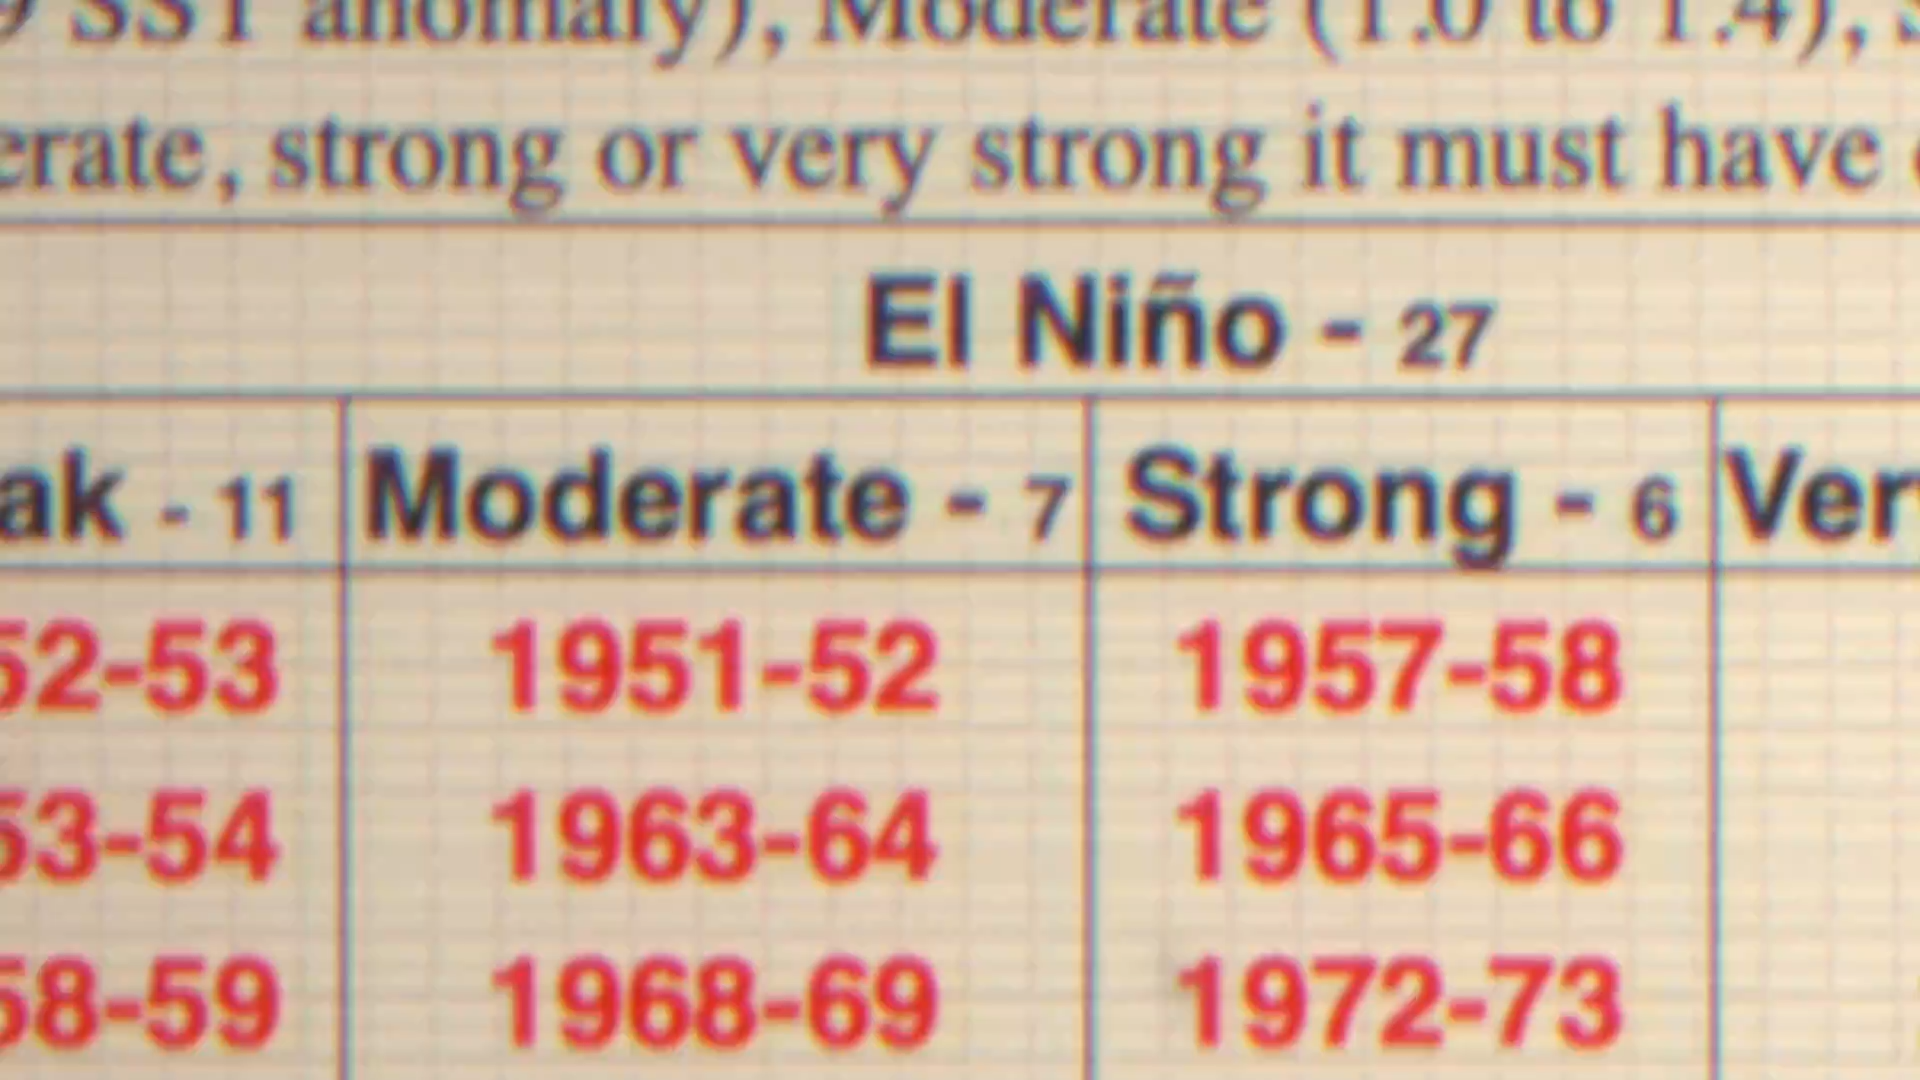 SST anomaly), Moderate (1.0 to 1.4),
erate, strong or very strong it must have
El Niño - 27
ak - 11 Moderate - 7 Strong - 6 Ver
52-53 1951-52 1957-58
53-54 1963-64 1965-66
58-59 1968-69 1972-73